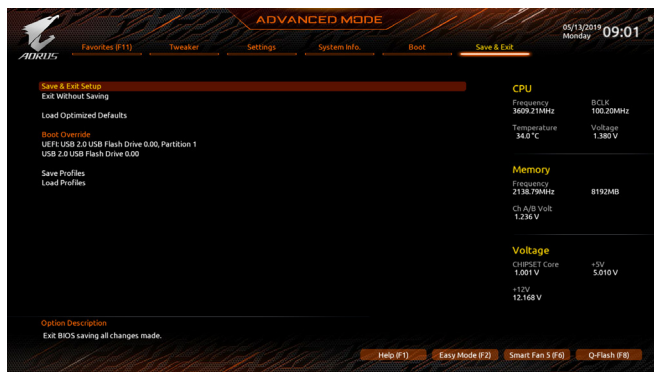 ADVANCED MODE
05/13/2019 Monday 09:01
AORUS
Favorites (F11) Tweaker Settings System Info. Boot Save & Exit
Save & Exit Setup
Exit Without Saving
Load Optimized Defaults
Boot Override
UEFI: USB 2.0 USB Flash Drive 0.00, Partition 1
USB 2.0 USB Flash Drive 0.00
Save Profiles
Load Profiles
CPU
Frequency BCLK
3609.21MHz 100.20MHz
Temperature Voltage
34.0 °C 1.380 V
Memory
Frequency
2138.79MHz 8192MB
Ch A/B Volt
1.236 V
Voltage
CHIPSET Core +5V
1.001 V 5.010 V
+12V
12.168 V
Option Description
Exit BIOS saving all changes made.
Help (F1) Easy Mode (F2) Smart Fan 5 (F6) Q-Flash (F8)